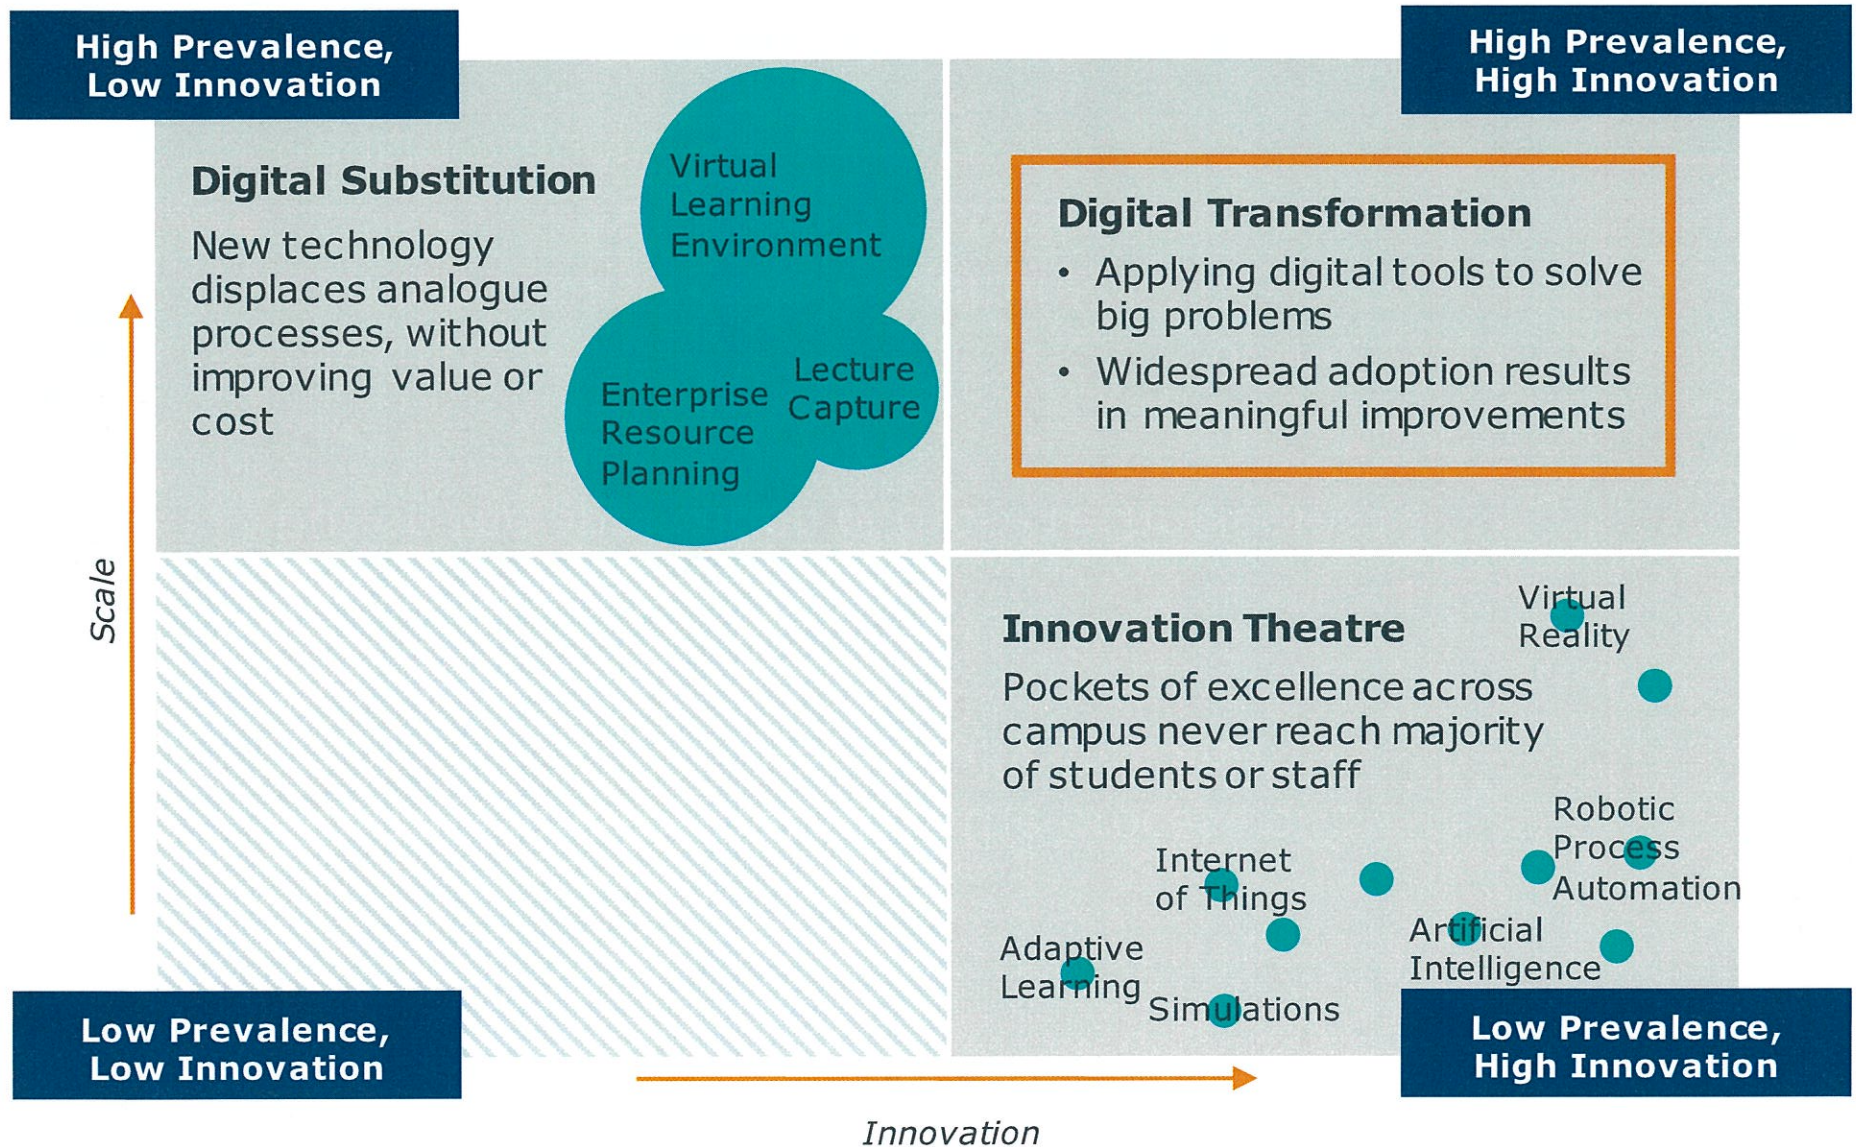 High Prevalence,
Low Innovation
High Prevalence,
High Innovation
Digital Substitution
New technology
displaces analogue
processes, without
improving value or
cost
Virtual
Learning
Environment
Enterprise
Resource
Planning
Lecture
Capture
Digital Transformation
• Applying digital tools to solve
big problems
• Widespread adoption results
in meaningful improvements
Scale
Innovation Theatre
Pockets of excellence across
campus never reach majority
of students or staff
Virtual
Reality
Robotic
Process
Automation
Internet
of Things
Artificial
Intelligence
Adaptive
Learning
Simulations
Low Prevalence,
Low Innovation
Low Prevalence,
High Innovation
Innovation